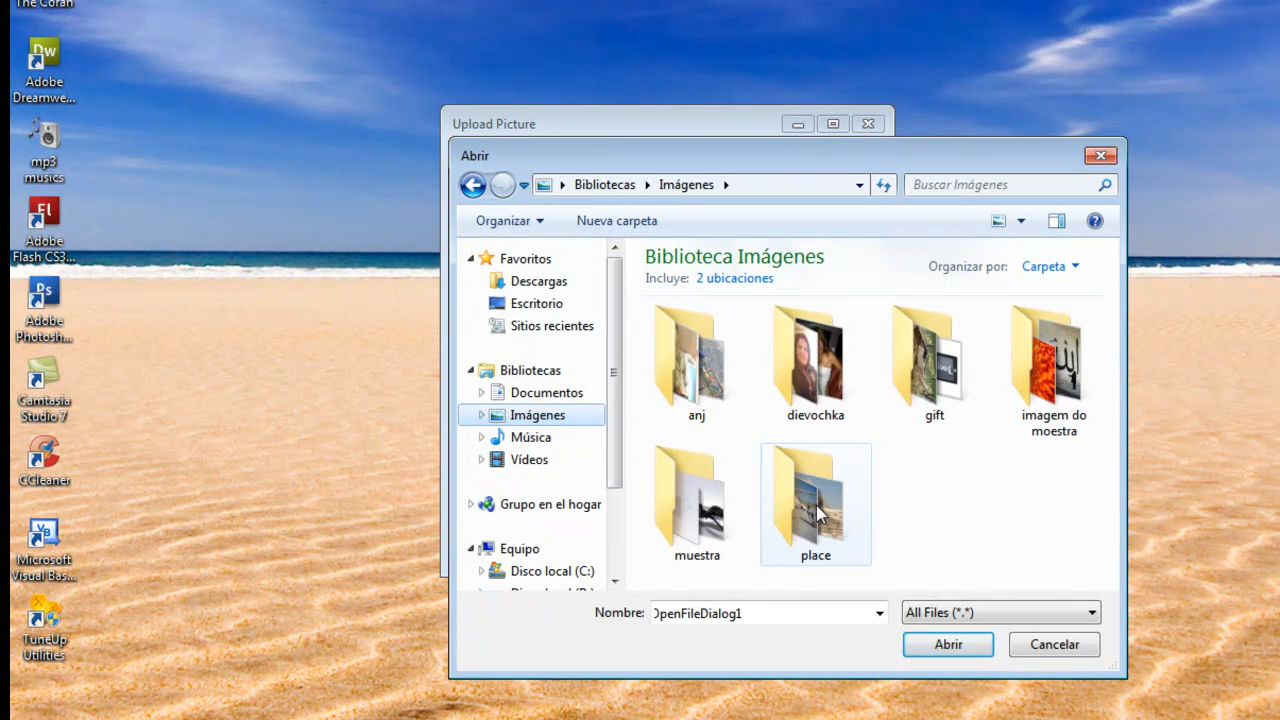 The Coran
Dw
Adobe
Dreamwe...
mp3
musics
Adobe
Flash CS3...
Ps
Adobe
Photosh...
Camtasia
Studio 7
CCleaner
VB
Microsoft
Visual Bas...
TuneUp
Utilities
Upload Picture
Abrir
Bibliotecas
Imágenes
Buscar Imágenes
Organizar
Nueva carpeta
Favoritos
Descargas
Escritorio
Sitios recientes
Bibliotecas
Documentos
Imágenes
Música
Vídeos
Grupo en el hogar
Equipo
Disco local (C:)
Biblioteca Imágenes
Incluye: 2 ubicaciones
Organizar por: Carpeta
anj
dievochka
gift
imagem do
moestra
الله
muestra
place
Nombre: OpenFileDialog1
All Files (*.*)
Abrir
Cancelar